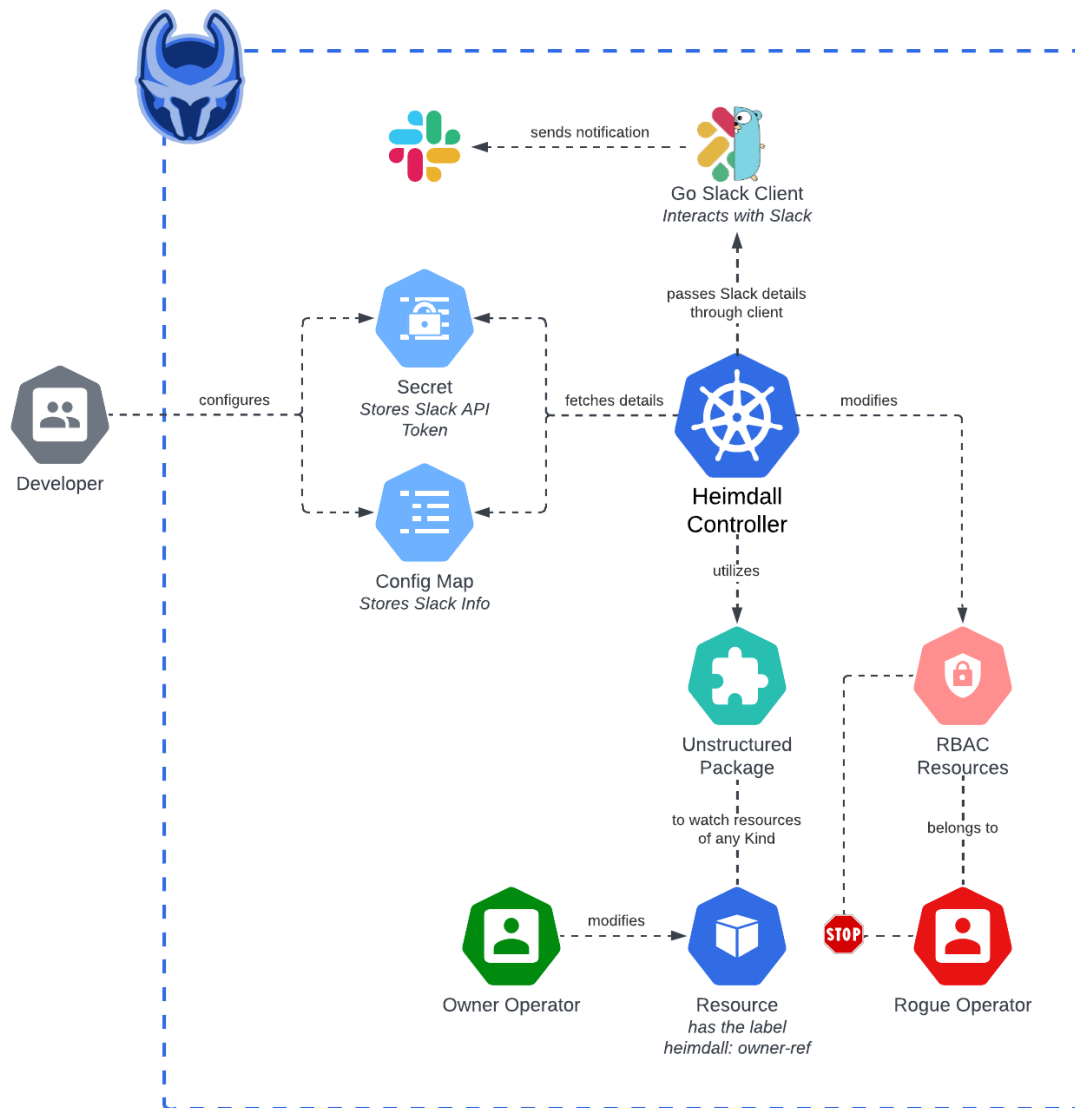 sends notification
Go Slack Client
Interacts with Slack
passes Slack details
through client
Secret
Stores Slack API
Token
configures
fetches details
modifies
Developer
Heimdall
Controller
Config Map
Stores Slack Info
utilizes
Unstructured
Package
RBAC
Resources
to watch resources
of any Kind
belongs to
modifies
STOP
Owner Operator
Resource
has the label
heimdall: owner-ref
Rogue Operator